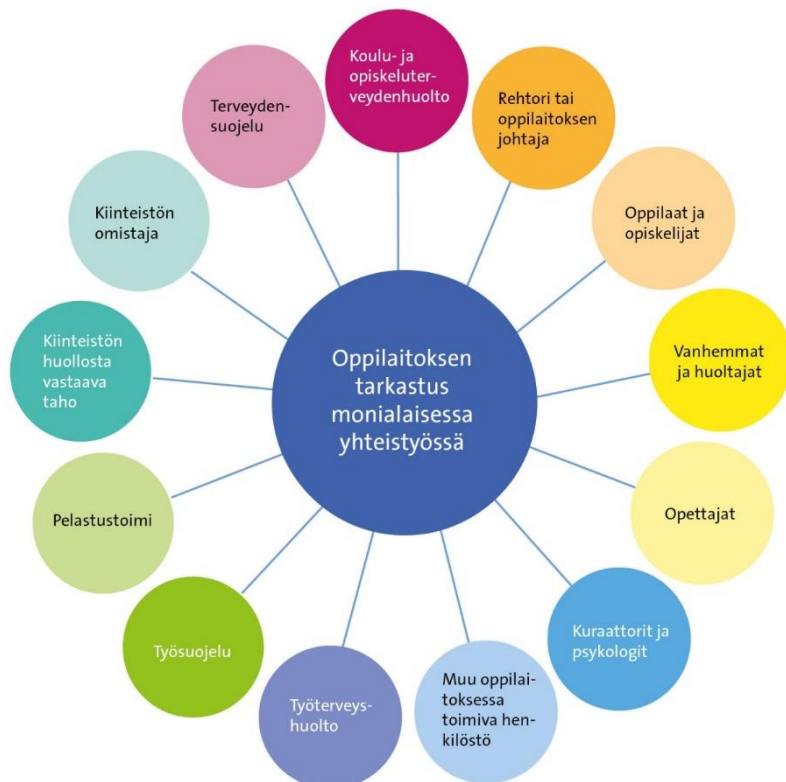 Koulu- ja
opiskeluter-
veydenhuolto
Rehtori tai
oppilaitoksen
johtaja
Oppilaat ja
opiskelijat
Vanhemmat
ja huoltajat
Opettajat
Kuraattorit ja
psykologit
Muu oppilai-
toksessa
toimiva hen-
kilöstö
Työterveys-
huolto
Työsuojelu
Pelastustoimi
Kiinteistön
huollosta
vastaava
taho
Kiinteistön
omistaja
Terveyden-
suojelu
Oppilaitoksen
tarkastus
monialaisessa
yhteistyössä